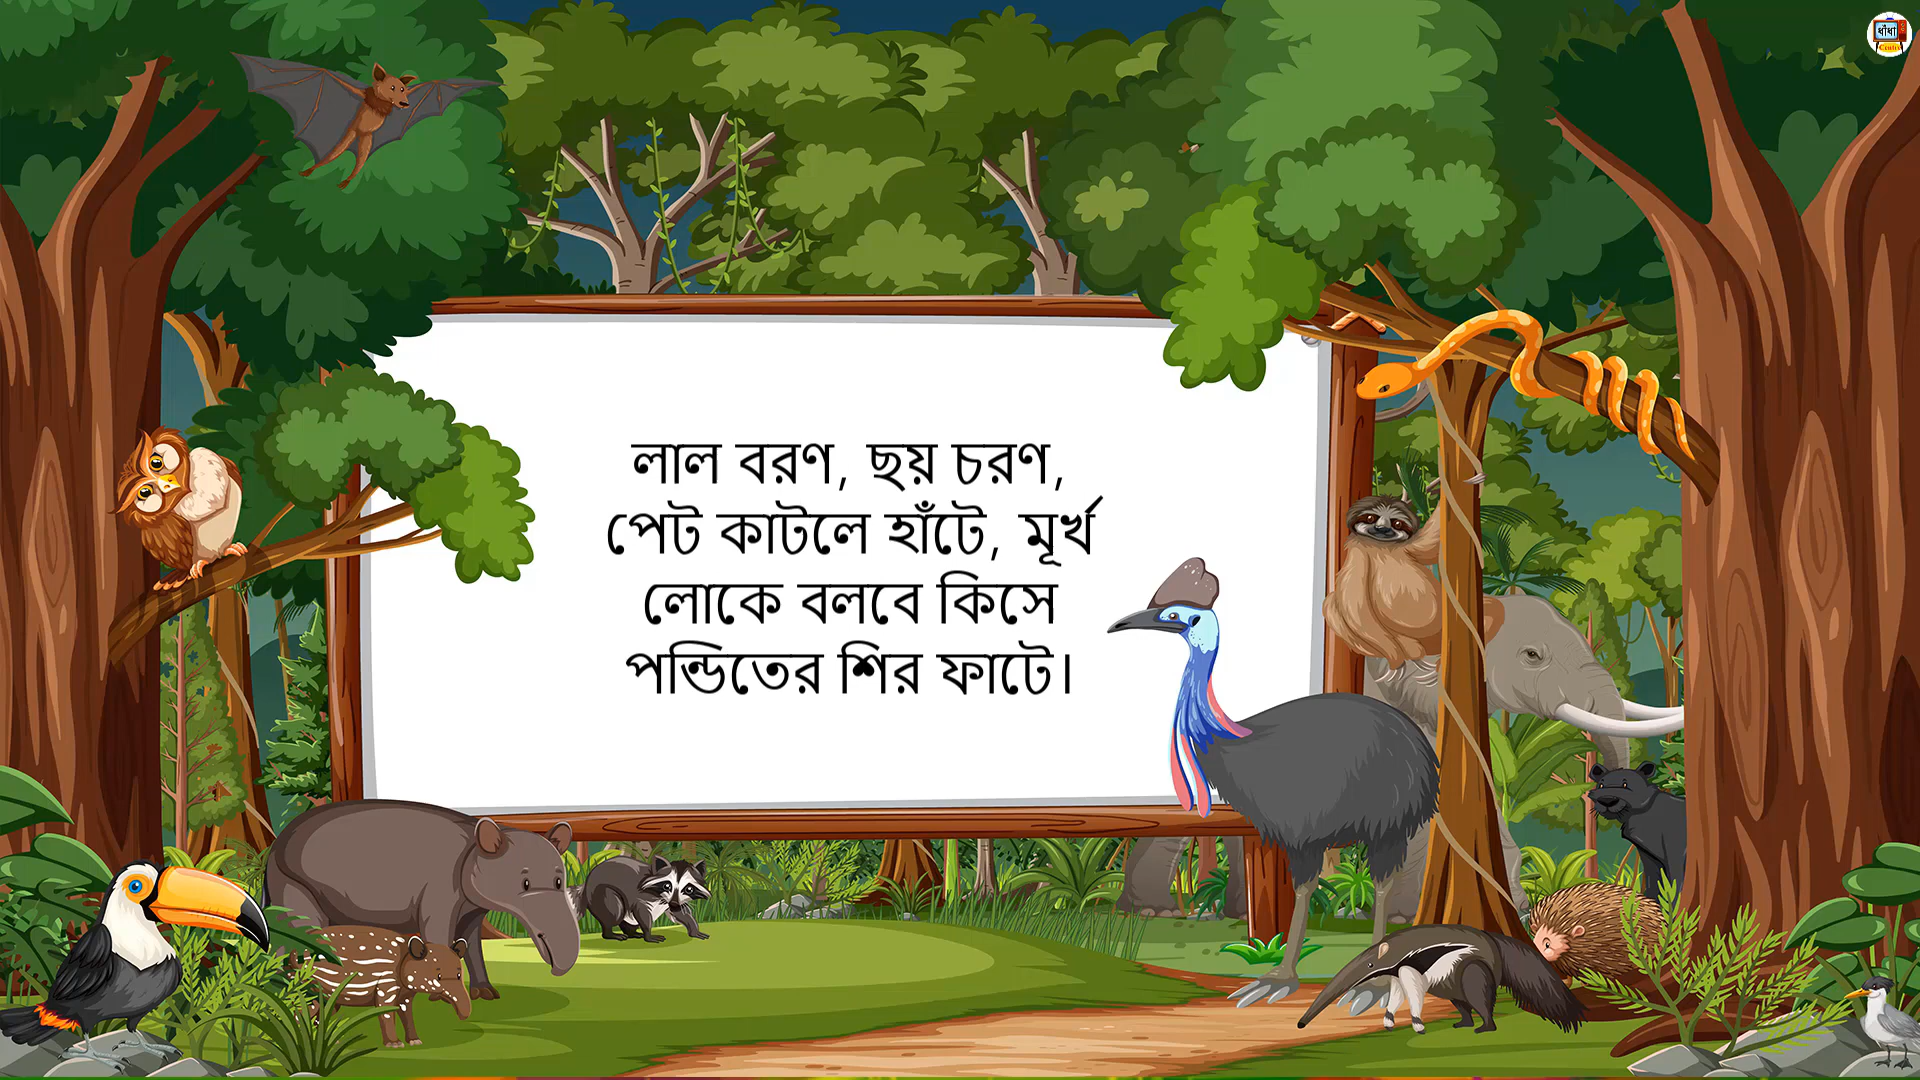 লাল বরণ, ছয় চরণ,
পেট কাটলে হাঁটে, মূর্খ
লোকে বলবে কিসে
পন্ডিতের শির ফাটে।
ধাঁধাঁ